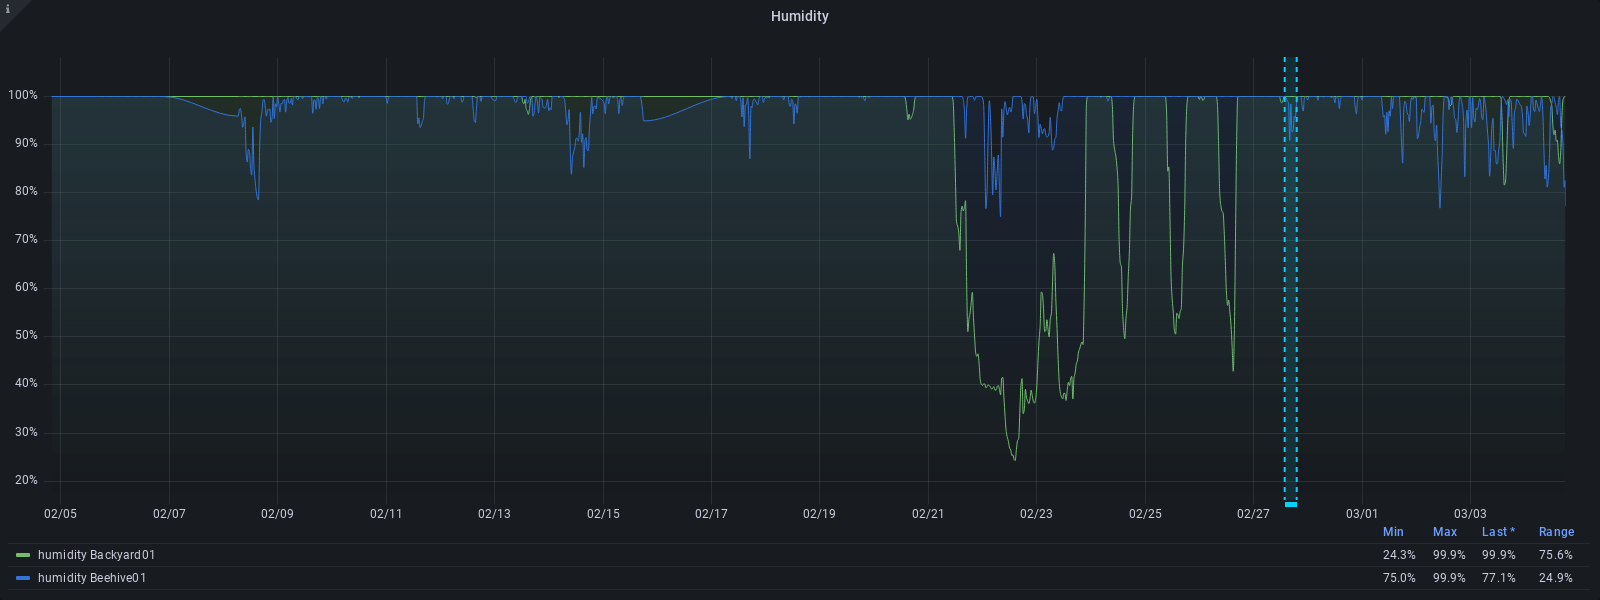 i
Humidity
100%
90%
80%
70%
60%
50%
40%
30%
20%
02/05 02/07 02/09 02/11 02/13 02/15 02/17 02/19 02/21 02/23 02/25 02/27 03/01 03/03
Min Max Last * Range
humidity Backyard01 24.3% 99.9% 99.9% 75.6%
humidity Beehive01 75.0% 99.9% 77.1% 24.9%